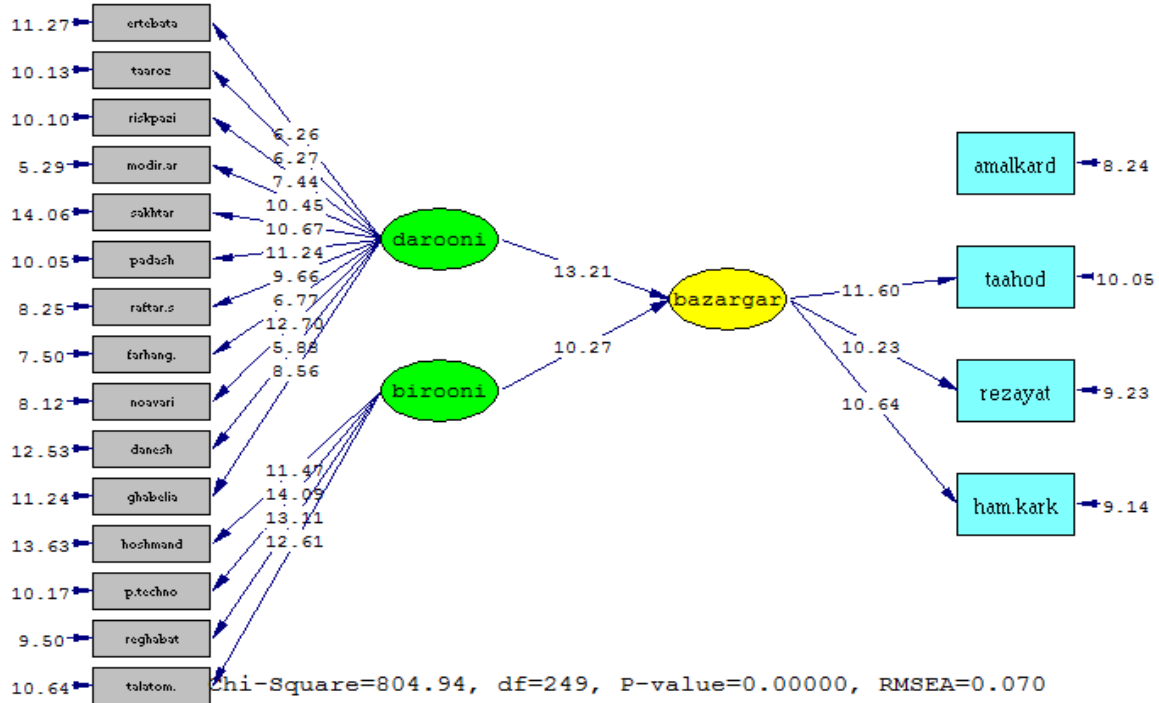 11.27 ertebata
10.13 taaroz
10.10 riskpazi
5.29 modir.ar
14.06 sakhtar
10.05 padash
8.25 raftar.s
7.50 farhang.
8.12 noavari
12.53 danesh
11.24 ghabelia
13.63 hoshmand
10.17 p.techno
9.50 reghabat
10.64 talatom.
6.26
6.27
7.44
10.45
10.67
11.24
9.66
6.77
12.70
5.88
8.56
11.47
14.09
13.11
12.61
darooni
birooni
13.21
10.27
bazargar
11.60
10.23
10.64
amalkard 8.24
taahod 10.05
rezayat 9.23
ham.kark 9.14
Chi-Square=804.94, df=249, P-value=0.00000, RMSEA=0.070